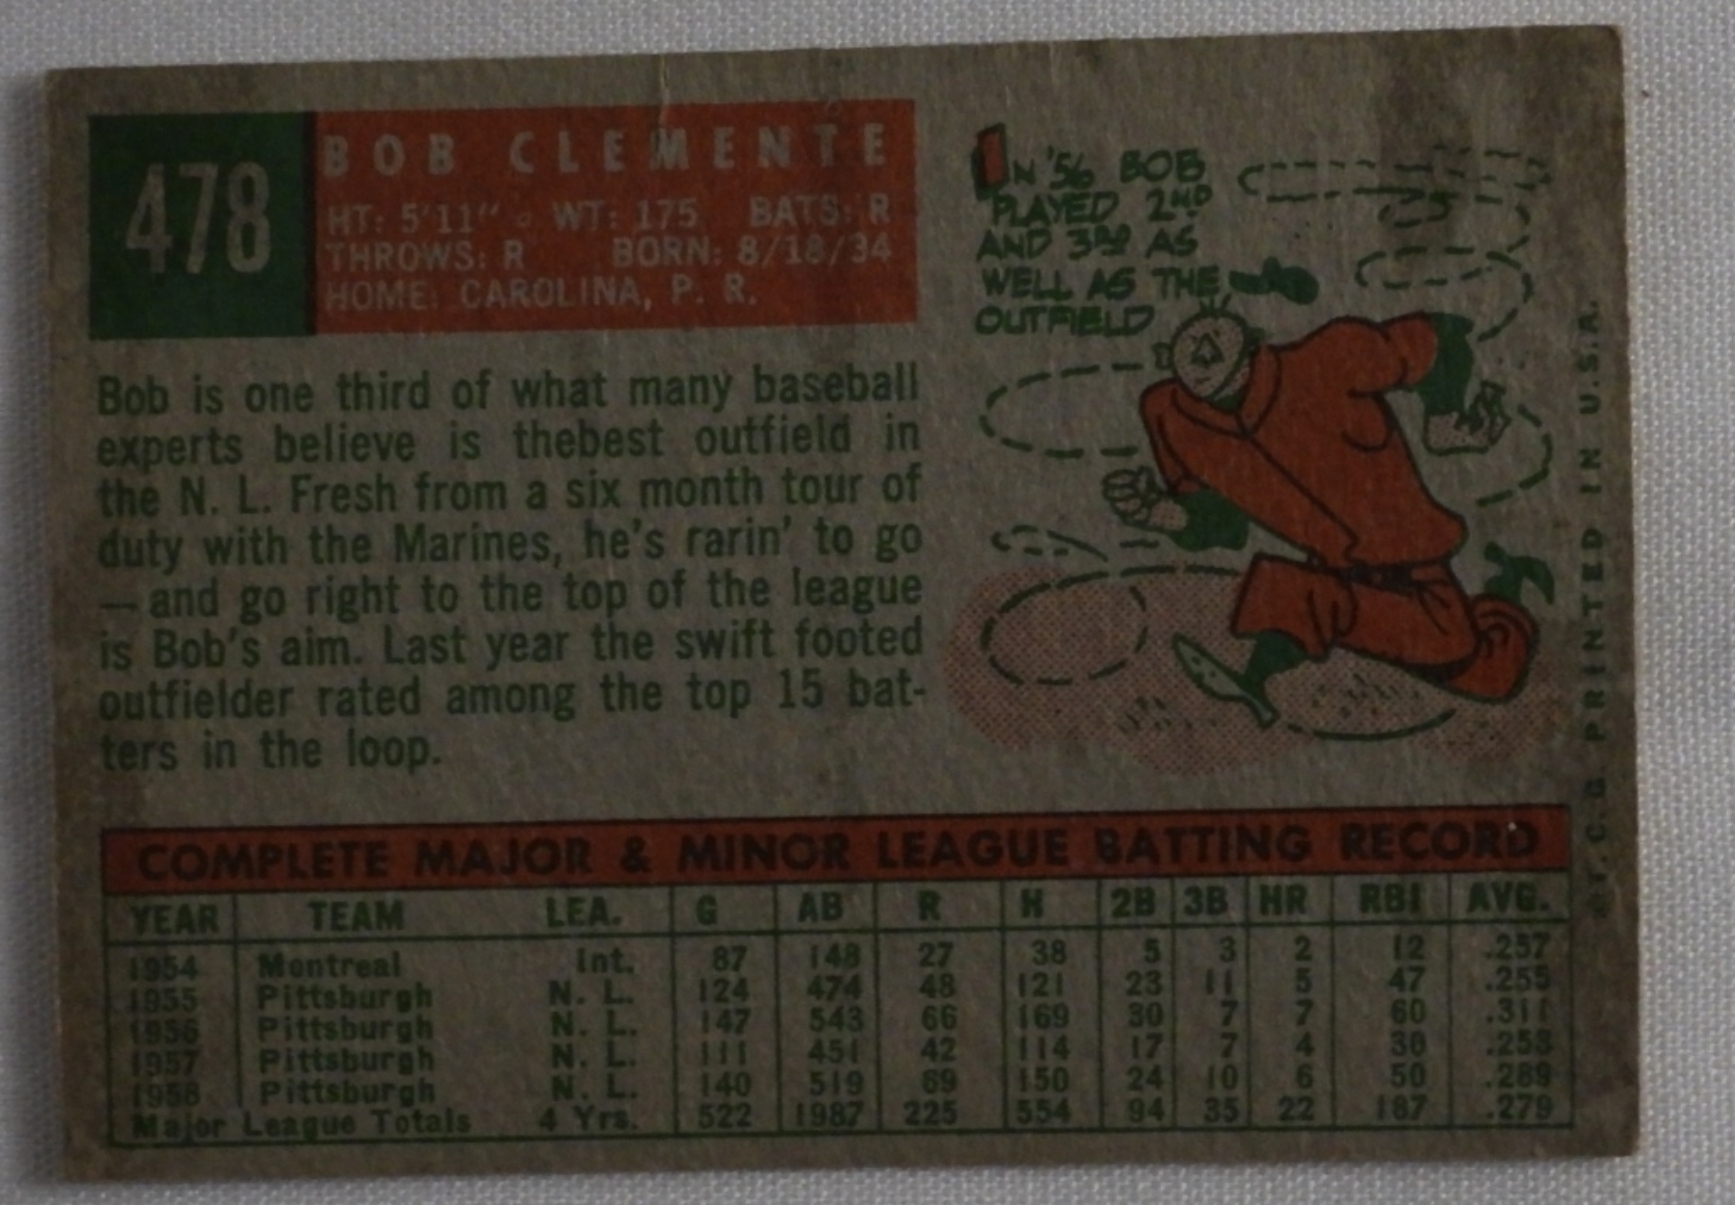 478
BOB CLEMENTE
HT: 5'11" ○ WT: 175 BATS: R
THROWS: R BORN: 8/18/34
HOME: CAROLINA, P. R.
Bob is one third of what many baseball
experts believe is thebest outfield in
the N. L. Fresh from a six month tour of
duty with the Marines, he's rarin' to go
—and go right to the top of the league
is Bob's aim. Last year the swift footed
outfielder rated among the top 15 bat-
ters in the loop.
IN '56 BOB
PLAYED 2ND
AND 3RD AS
WELL AS THE
OUTFIELD
COMPLETE MAJOR & MINOR LEAGUE BATTING RECORD
YEAR TEAM LEA. G AB R H 2B 3B HR RBI AVG.
1954 Montreal Int. 87 148 27 38 5 3 2 12 .257
1955 Pittsburgh N. L. 124 474 48 121 23 11 5 47 .255
1956 Pittsburgh N. L. 147 543 66 169 30 7 7 60 .311
1957 Pittsburgh N. L. 111 451 42 114 17 7 4 30 .253
1958 Pittsburgh N. L. 140 519 69 150 24 10 6 50 .289
Major League Totals 4 Yrs. 522 1987 225 554 94 35 22 187 .279
T.C.G. PRINTED IN U.S.A.